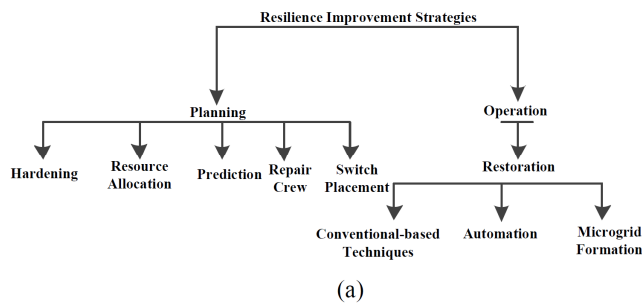 Resilience Improvement Strategies
Planning
Operation
Hardening
Resource
Allocation
Prediction
Repair
Crew
Switch
Placement
Restoration
Conventional-based
Techniques
Automation
Microgrid
Formation
(a)